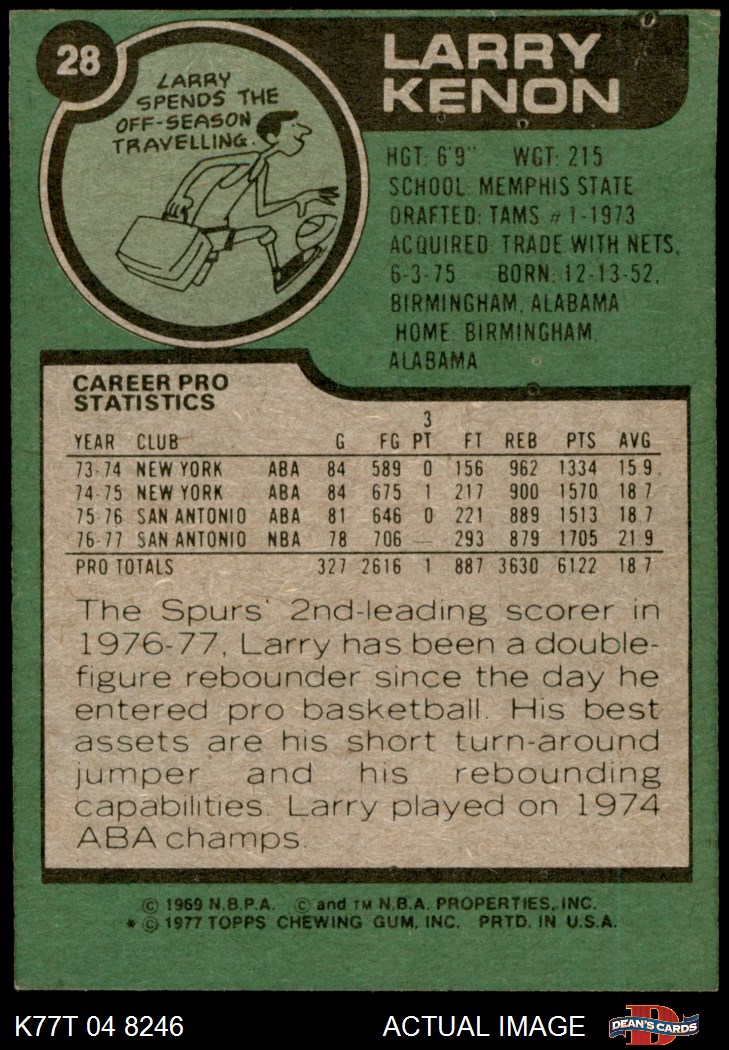 28
LARRY
SPENDS THE
OFF-SEASON
TRAVELLING.
LARRY
KENON
HGT: 6'9" WGT: 215
SCHOOL: MEMPHIS STATE
DRAFTED: TAMS #1-1973
ACQUIRED: TRADE WITH NETS,
6-3-75 BORN: 12-13-52,
BIRMINGHAM, ALABAMA
HOME: BIRMINGHAM,
ALABAMA
CAREER PRO
STATISTICS
YEAR CLUB G FG 3 PT FT REB PTS AVG
73-74 NEW YORK ABA 84 589 0 156 962 1334 15.9
74-75 NEW YORK ABA 84 675 1 217 900 1570 18.7
75-76 SAN ANTONIO ABA 81 646 0 221 889 1513 18.7
76-77 SAN ANTONIO NBA 78 706 — 293 879 1705 21.9
PRO TOTALS 327 2616 1 887 3630 6122 18.7
The Spurs' 2nd-leading scorer in
1976-77, Larry has been a double-
figure rebounder since the day he
entered pro basketball. His best
assets are his short turn-around
jumper and his rebounding
capabilities. Larry played on 1974
ABA champs.
© 1969 N.B.P.A. © and TM N.B.A. PROPERTIES, INC.
* © 1977 TOPPS CHEWING GUM, INC. PRTD. IN U.S.A.
K77T 04 8246 ACTUAL IMAGE
DEAN'S CARDS